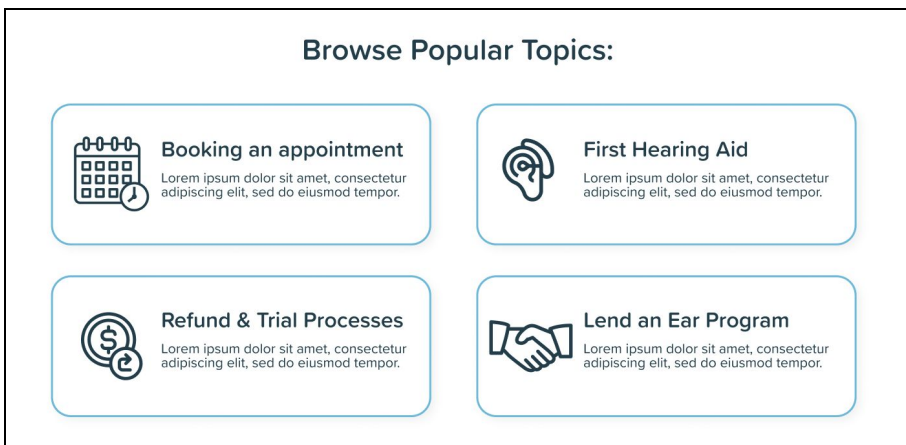 Browse Popular Topics:
Booking an appointment
Lorem ipsum dolor sit amet, consectetur
adipiscing elit, sed do eiusmod tempor.
First Hearing Aid
Lorem ipsum dolor sit amet, consectetur
adipiscing elit, sed do eiusmod tempor.
Refund & Trial Processes
Lorem ipsum dolor sit amet, consectetur
adipiscing elit, sed do eiusmod tempor.
Lend an Ear Program
Lorem ipsum dolor sit amet, consectetur
adipiscing elit, sed do eiusmod tempor.